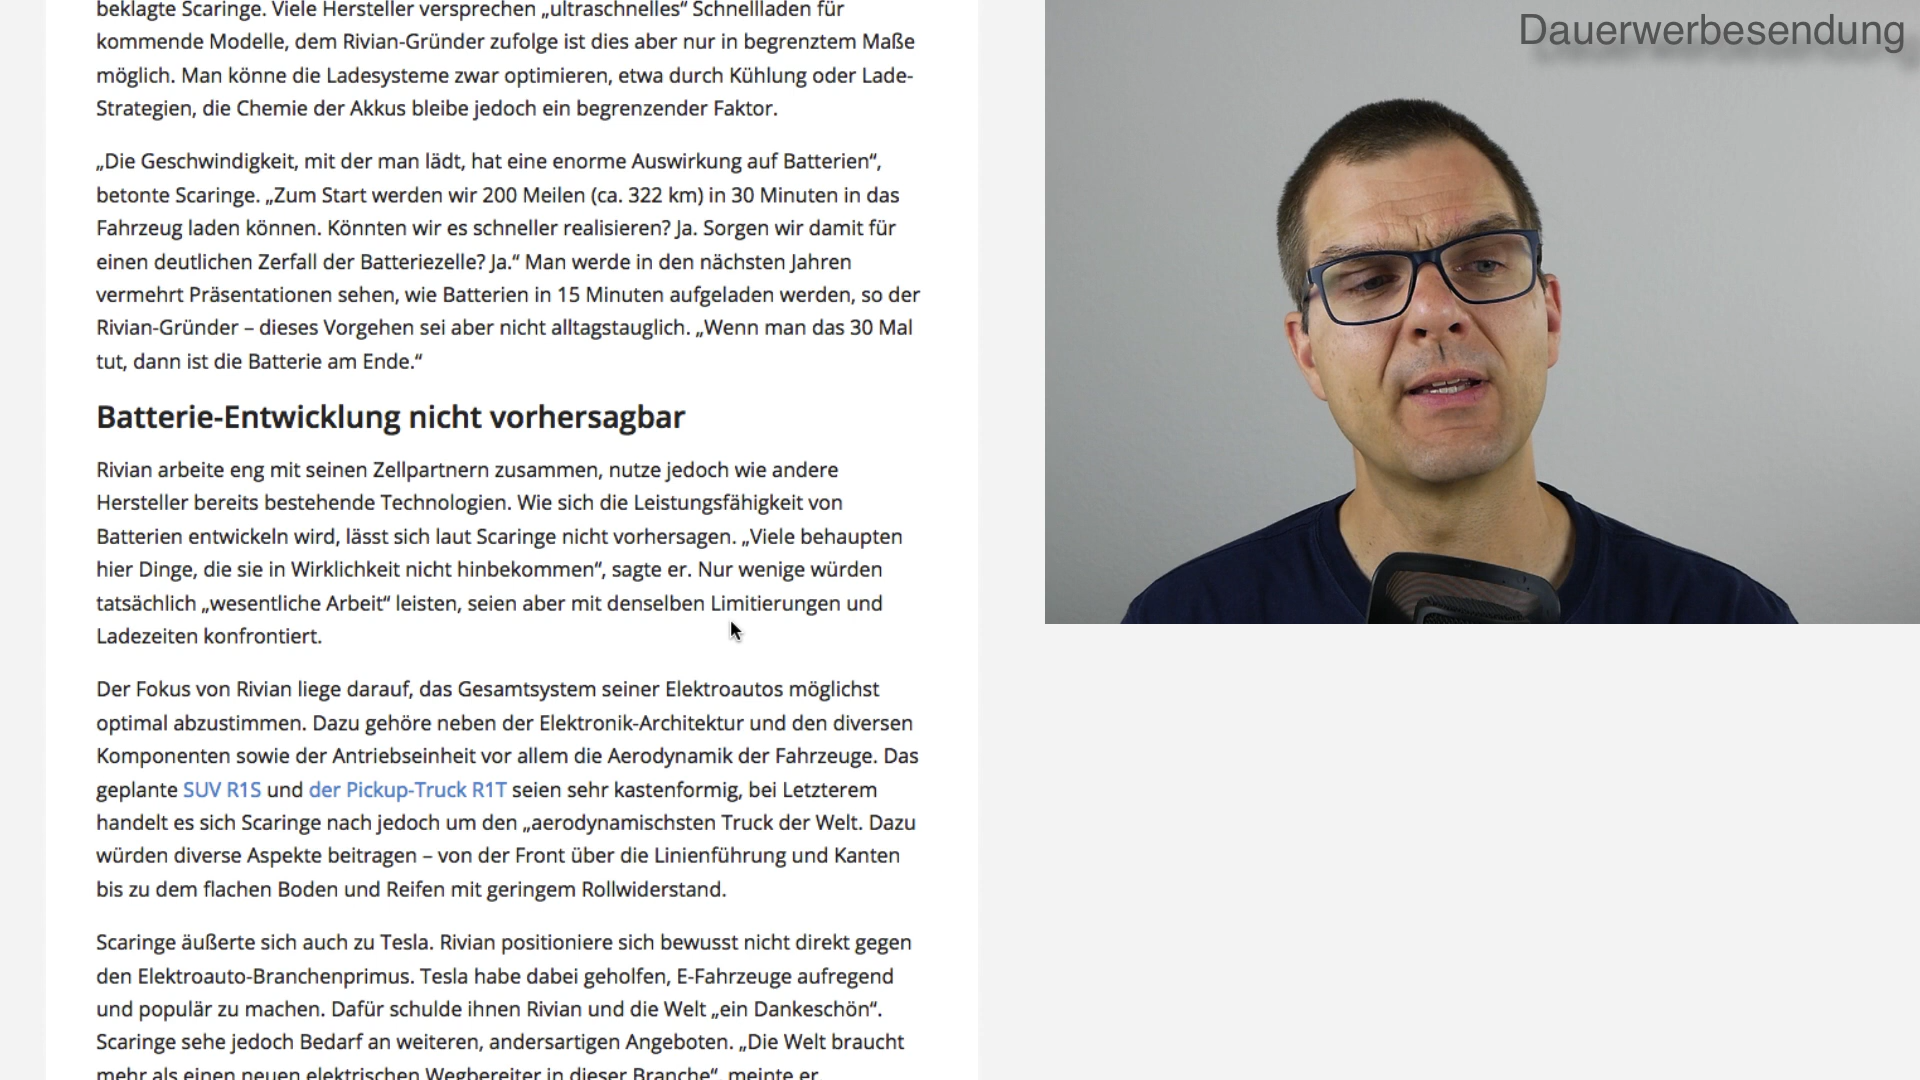 beklagte Scaringe. Viele Hersteller versprechen „ultraschnelles“ Schnellladen für
kommende Modelle, dem Rivian-Gründer zufolge ist dies aber nur in begrenztem Maße
möglich. Man könne die Ladesysteme zwar optimieren, etwa durch Kühlung oder Lade-
Strategien, die Chemie der Akkus bleibe jedoch ein begrenzender Faktor.
„Die Geschwindigkeit, mit der man lädt, hat eine enorme Auswirkung auf Batterien“,
betonte Scaringe. „Zum Start werden wir 200 Meilen (ca. 322 km) in 30 Minuten in das
Fahrzeug laden können. Könnten wir es schneller realisieren? Ja. Sorgen wir damit für
einen deutlichen Zerfall der Batteriezelle? Ja.“ Man werde in den nächsten Jahren
vermehrt Präsentationen sehen, wie Batterien in 15 Minuten aufgeladen werden, so der
Rivian-Gründer – dieses Vorgehen sei aber nicht alltagstauglich. „Wenn man das 30 Mal
tut, dann ist die Batterie am Ende.“
Batterie-Entwicklung nicht vorhersagbar
Rivian arbeite eng mit seinen Zellpartnern zusammen, nutze jedoch wie andere
Hersteller bereits bestehende Technologien. Wie sich die Leistungsfähigkeit von
Batterien entwickeln wird, lässt sich laut Scaringe nicht vorhersagen. „Viele behaupten
hier Dinge, die sie in Wirklichkeit nicht hinbekommen“, sagte er. Nur wenige würden
tatsächlich „wesentliche Arbeit“ leisten, seien aber mit denselben Limitierungen und
Ladezeiten konfrontiert.
Der Fokus von Rivian liege darauf, das Gesamtsystem seiner Elektroautos möglichst
optimal abzustimmen. Dazu gehöre neben der Elektronik-Architektur und den diversen
Komponenten sowie der Antriebseinheit vor allem die Aerodynamik der Fahrzeuge. Das
geplante SUV R1S und der Pickup-Truck R1T seien sehr kastenformig, bei Letzterem
handelt es sich Scaringe nach jedoch um den „aerodynamischsten Truck der Welt. Dazu
würden diverse Aspekte beitragen – von der Front über die Linienführung und Kanten
bis zu dem flachen Boden und Reifen mit geringem Rollwiderstand.
Scaringe äußerte sich auch zu Tesla. Rivian positioniere sich bewusst nicht direkt gegen
den Elektroauto-Branchenprimus. Tesla habe dabei geholfen, E-Fahrzeuge aufregend
und populär zu machen. Dafür schulde ihnen Rivian und die Welt „ein Dankeschön“.
Scaringe sehe jedoch Bedarf an weiteren, andersartigen Angeboten. „Die Welt braucht
mehr als einen neuen elektrischen Wegbereiter in dieser Branche“, meinte er.
Dauerwerbesendung